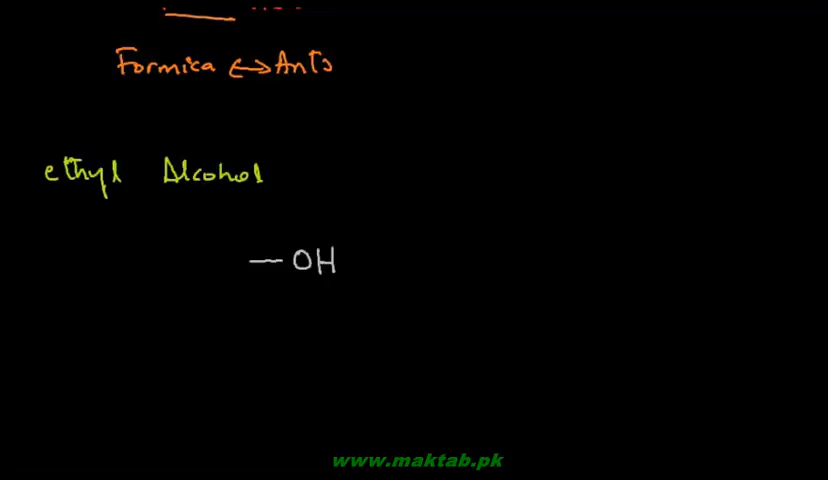 Formica ↔ Ants
ethyl Alcohol
— OH
www.maktab.pk